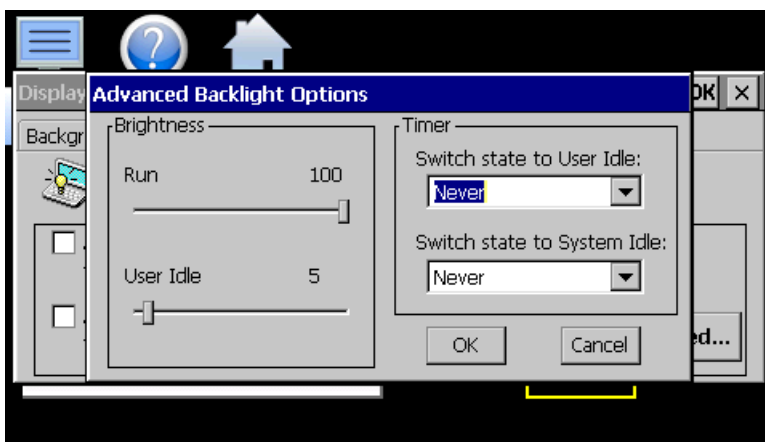 ?
Display
Advanced Backlight Options
OK
Backgr
Brightness
Timer
Run 100
Switch state to User Idle:
Never
User Idle 5
Switch state to System Idle:
Never
OK Cancel
ed...